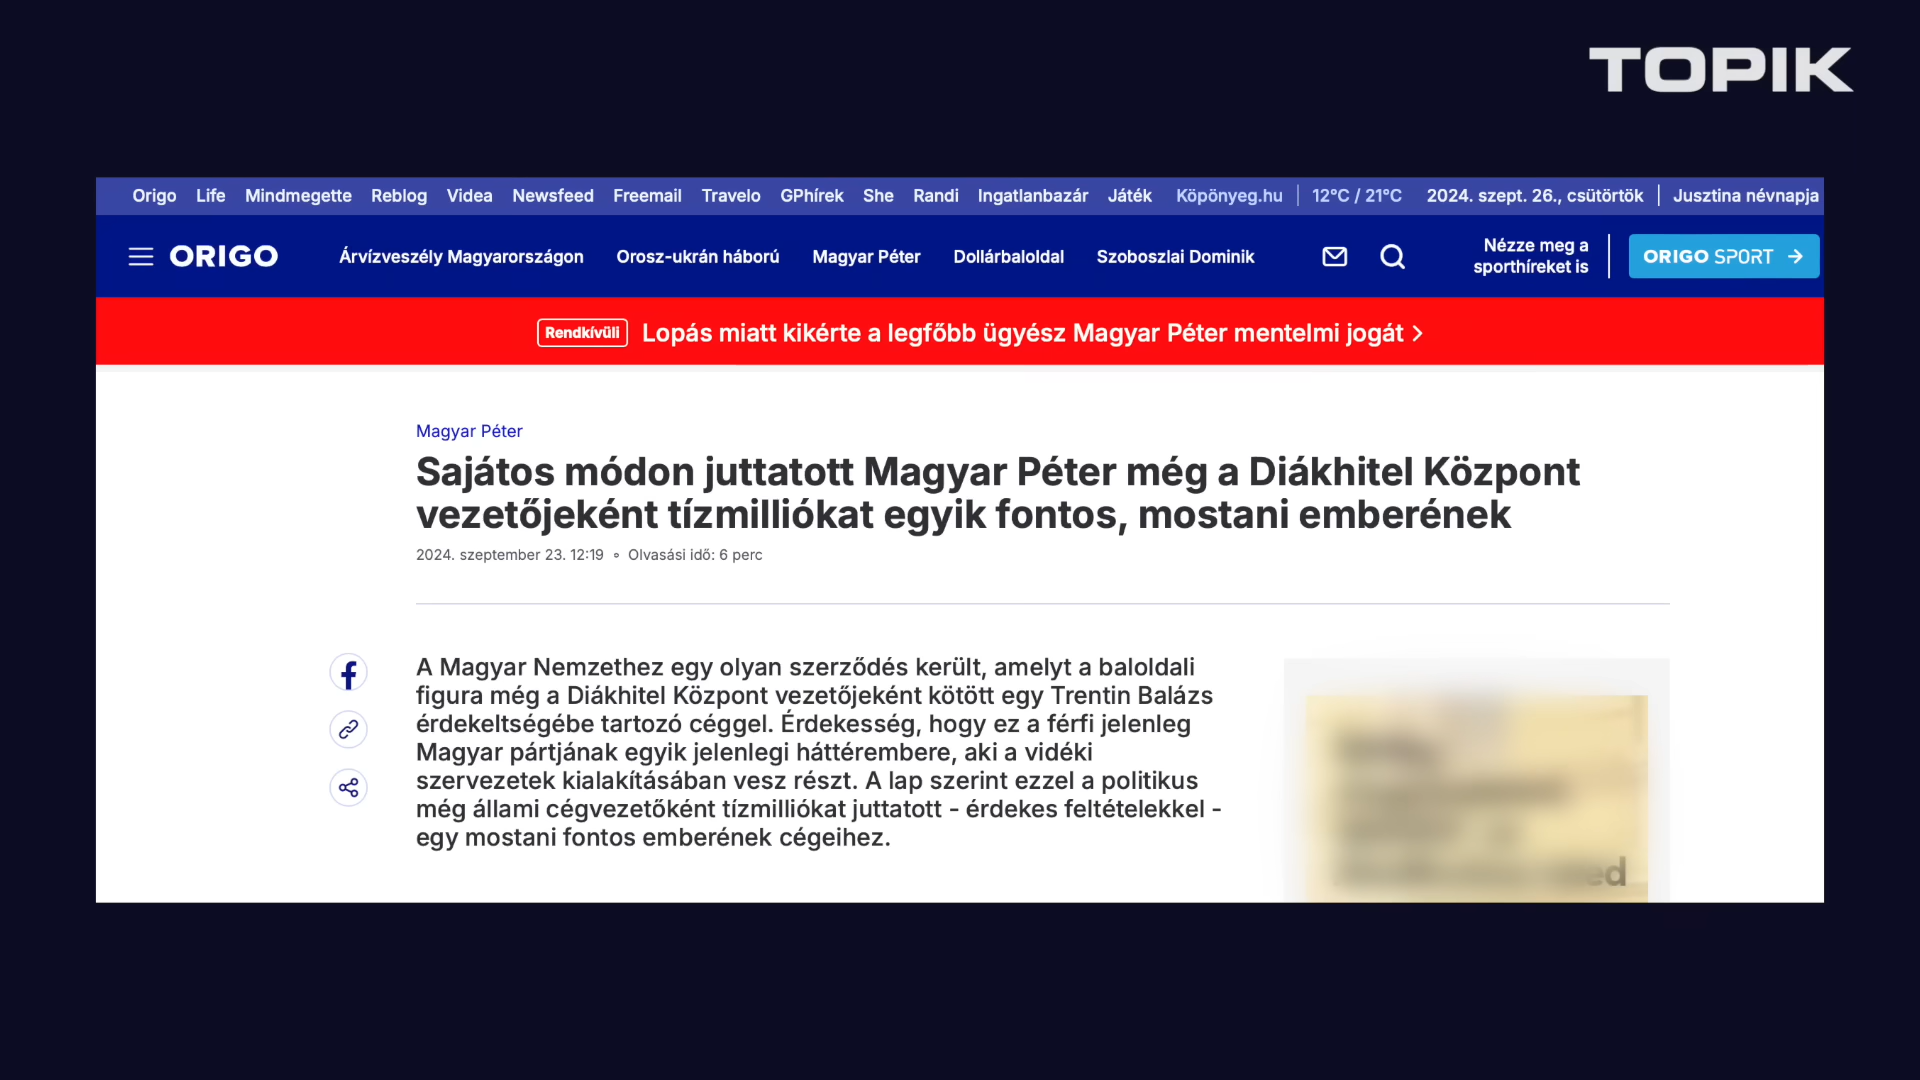 TOPIK
Origo Life Mindmegette Reblog Videa Newsfeed Freemail Travelo GPhírek She Randi Ingatlanbazár Játék Köpönyeg.hu 12°C / 21°C 2024. szept. 26., csütörtök Jusztina névnapja
ORIGO Árvízveszély Magyarországon Orosz-ukrán háború Magyar Péter Dollárbaloldal Szoboszlai Dominik
Nézze meg a
sporthíreket is
ORIGO SPORT
Rendkívüli Lopás miatt kikérte a legfőbb ügyész Magyar Péter mentelmi jogát
Magyar Péter
Sajátos módon juttatott Magyar Péter még a Diákhitel Központ
vezetőjeként tízmilliókat egyik fontos, mostani emberének
2024. szeptember 23. 12:19 Olvasási idő: 6 perc
A Magyar Nemzethez egy olyan szerződés került, amelyt a baloldali
figura még a Diákhitel Központ vezetőjeként kötött egy Trentin Balázs
érdekeltségébe tartozó céggel. Érdekesség, hogy ez a férfi jelenleg
Magyar pártjának egyik jelenlegi háttérembere, aki a vidéki
szervezetek kialakításában vesz részt. A lap szerint ezzel a politikus
még állami cégvezetőként tízmilliókat juttatott - érdekes feltételekkel -
egy mostani fontos emberének cégeihez.